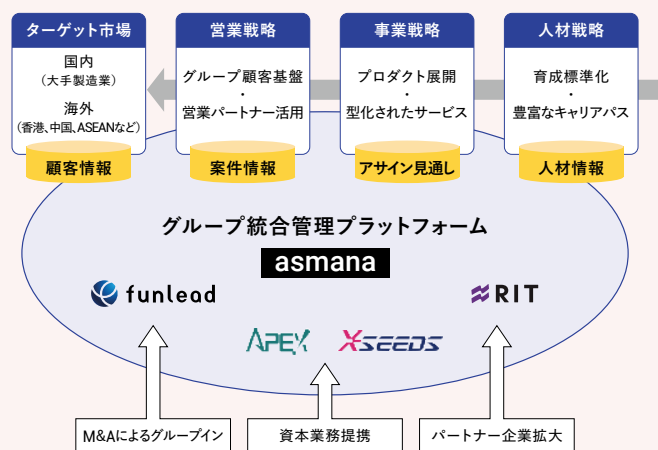 ターゲット市場
国内
（大手製造業）
海外
（香港、中国、ASEANなど）
顧客情報
営業戦略
グループ顧客基盤
・
営業パートナー活用
案件情報
事業戦略
プロダクト展開
・
型化されたサービス
アサイン見通し
人材戦略
育成標準化
・
豊富なキャリアパス
人材情報
グループ統合管理プラットフォーム
asmana
funlead
RIT
APEX
XSEEDS
M&Aによるグループイン
資本業務提携
パートナー企業拡大